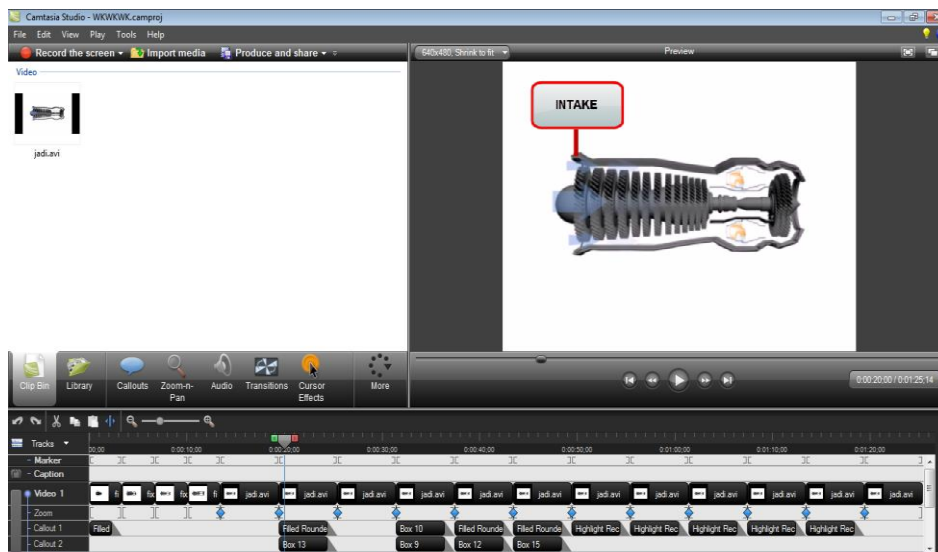 Camtasia Studio - WKWKWK.camproj
File Edit View Play Tools Help
Record the screen Import media Produce and share
640x480, Shrink to fit Preview
Video
jadi.avi
INTAKE
Clip Bin Library Callouts Zoom-n-Pan Audio Transitions Cursor Effects More
0:00:20;00 / 0:01:25;14
Tracks
00;00 0:00:10;00 0:00:20;00 0:00:30;00 0:00:40;00 0:00:50;00 0:01:00;00 0:01:10;00 0:01:20;00
- Marker
- Caption
Video 1 fi fix fix fi jadi.avi jadi.avi jadi.avi jadi.avi jadi.avi jadi.avi jadi.avi jadi.avi jadi.avi jadi.avi jadi.avi jadi.avi
- Zoom
- Callout 1 Filled Filled Rounde Box 10 Filled Rounde Filled Rounde Highlight Rec Highlight Rec Highlight Rec Highlight Rec Highlight Rec
- Callout 2 Box 13 Box 9 Box 12 Box 15